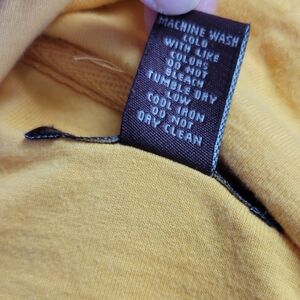 MACHINE WASH
COLD
WITH LIKE
COLORS
DO NOT
BLEACH
TUMBLE DRY
LOW
COOL IRON
DO NOT
DRY CLEAN